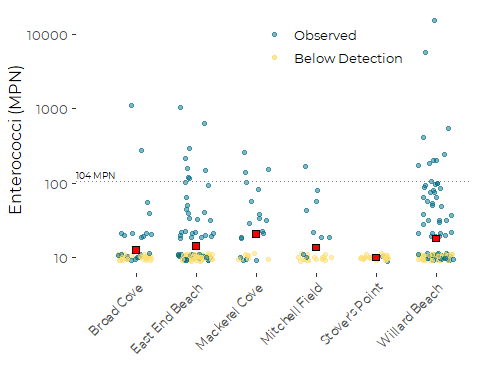 Enterococci (MPN)
10000
1000
100
10
104 MPN
Observed
Below Detection
Broad Cove
East End Beach
Mackerel Cove
Mitchell Field
Stover's Point
Willard Beach